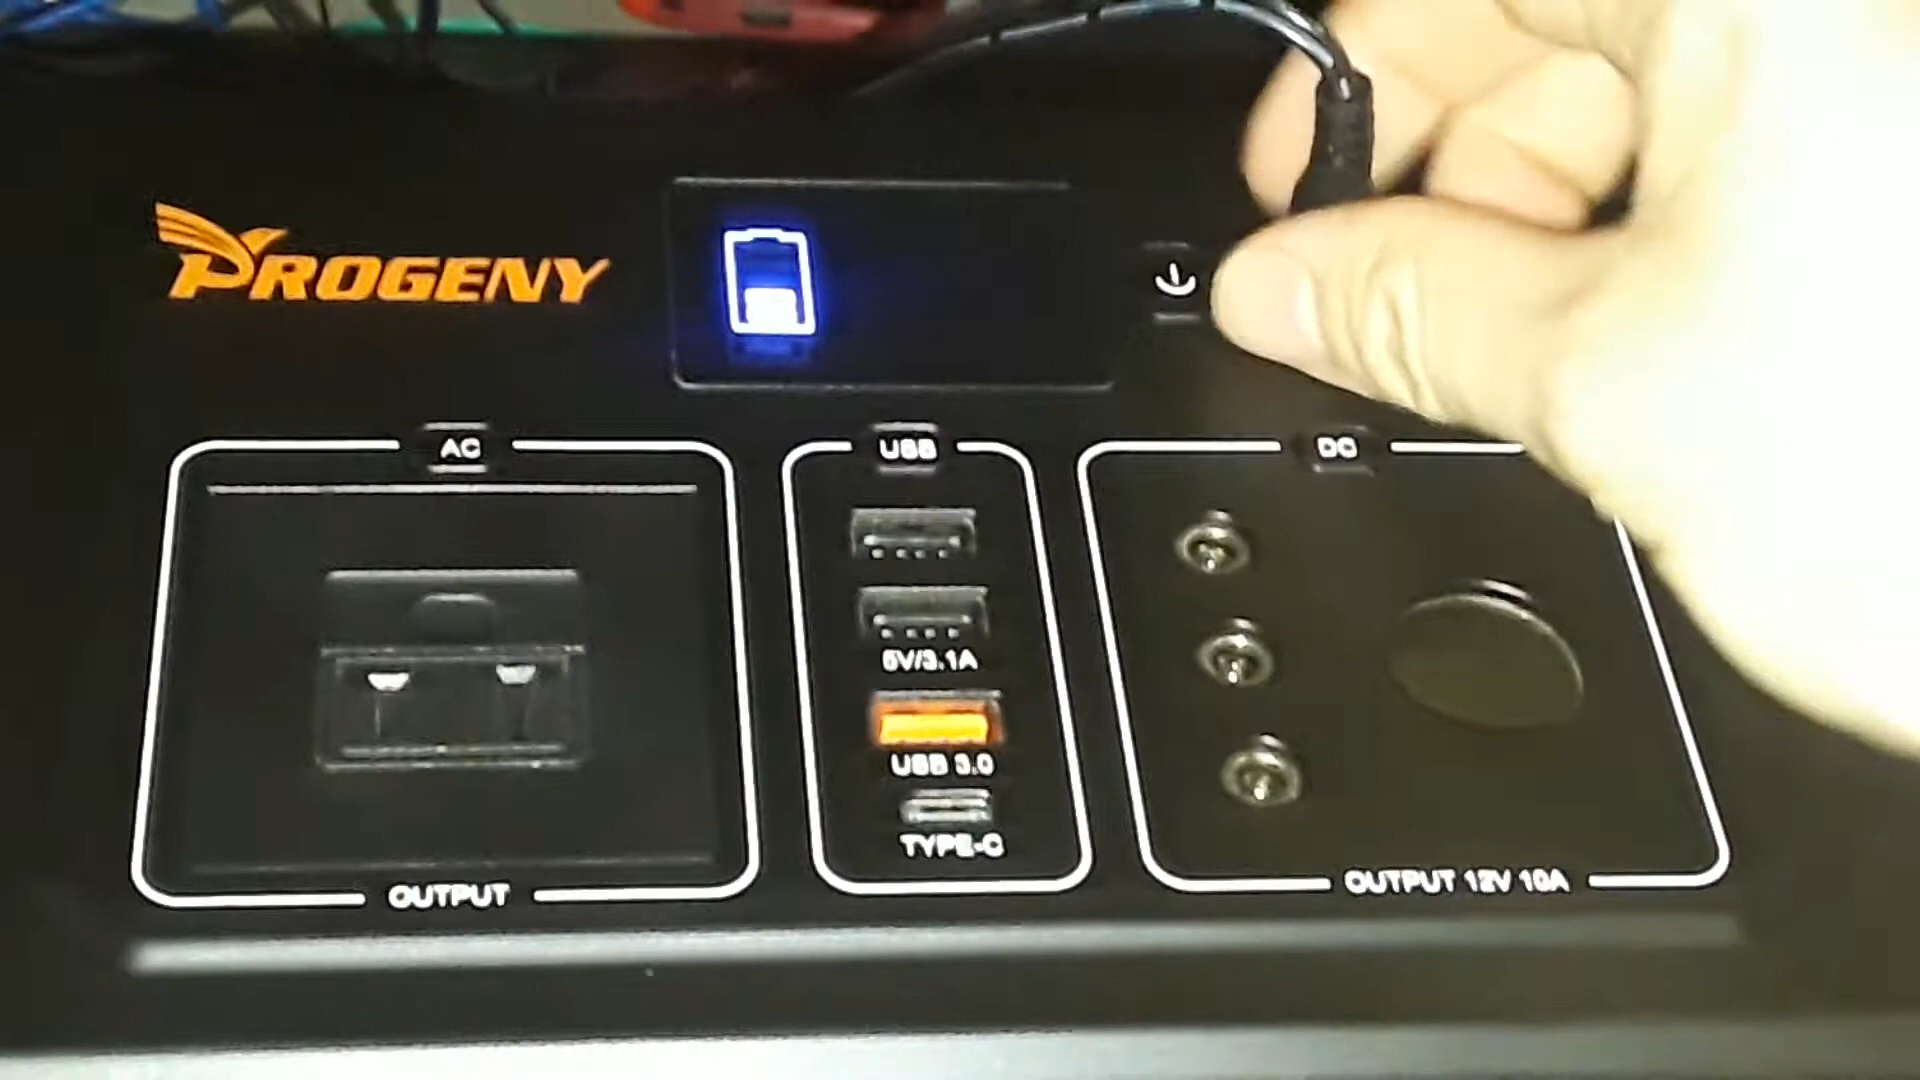 PROGENY
AC
USB
DC
5V/3.1A
USB 3.0
TYPE-C
OUTPUT
OUTPUT 12V 10A